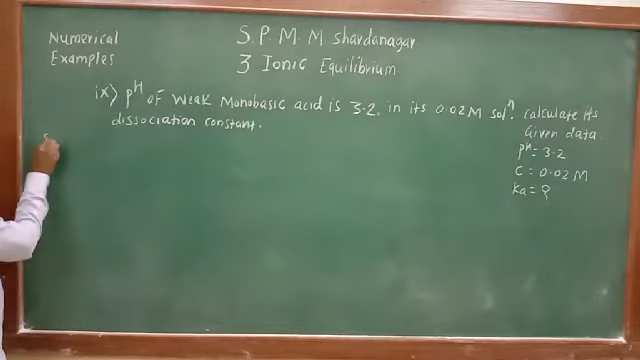 Numerical
Examples
S.P.M.M Shardanagar
3 Ionic Equilibrium
ix) pH of weak Monobasic acid is 3.2, in its 0.02M solⁿ. calculate its
dissociation constant.
Given data.
pH = 3.2
C = 0.02 M
Ka = ?